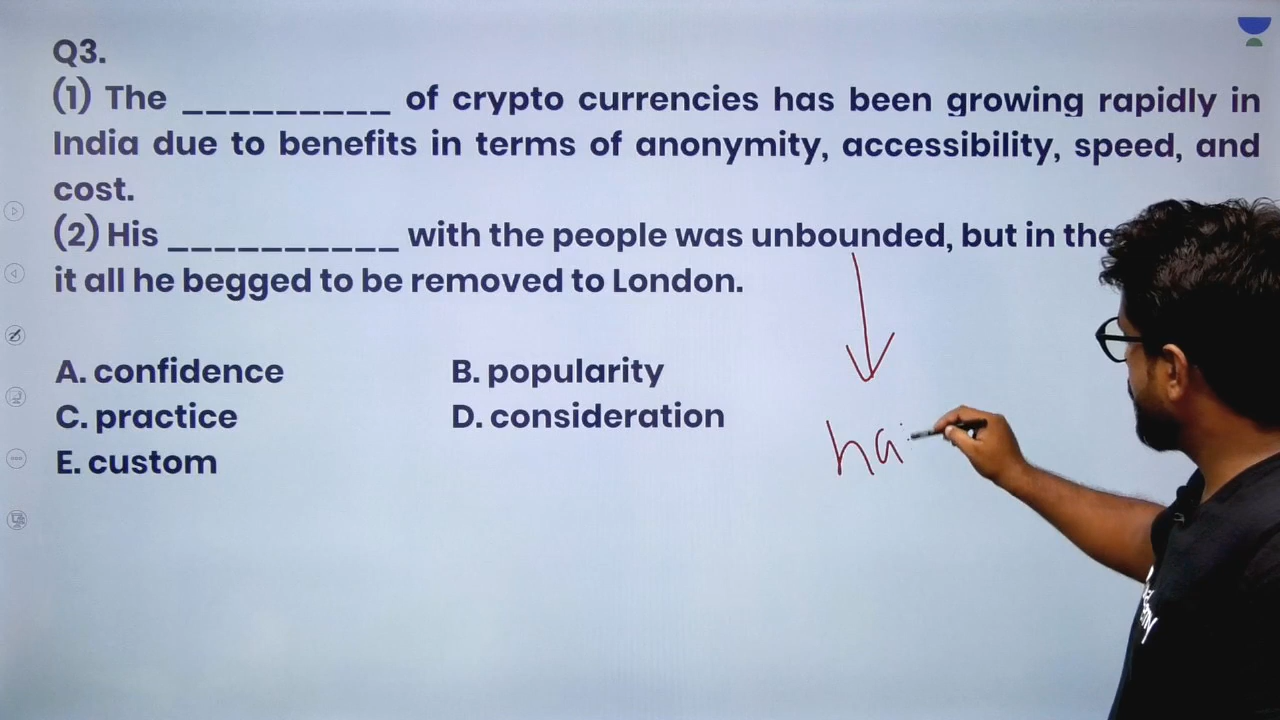 Q3.
(1) The _________ of crypto currencies has been growing rapidly in
India due to benefits in terms of anonymity, accessibility, speed, and
cost.
(2) His __________ with the people was unbounded, but in the
it all he begged to be removed to London.
A. confidence B. popularity
C. practice D. consideration
E. custom
ha